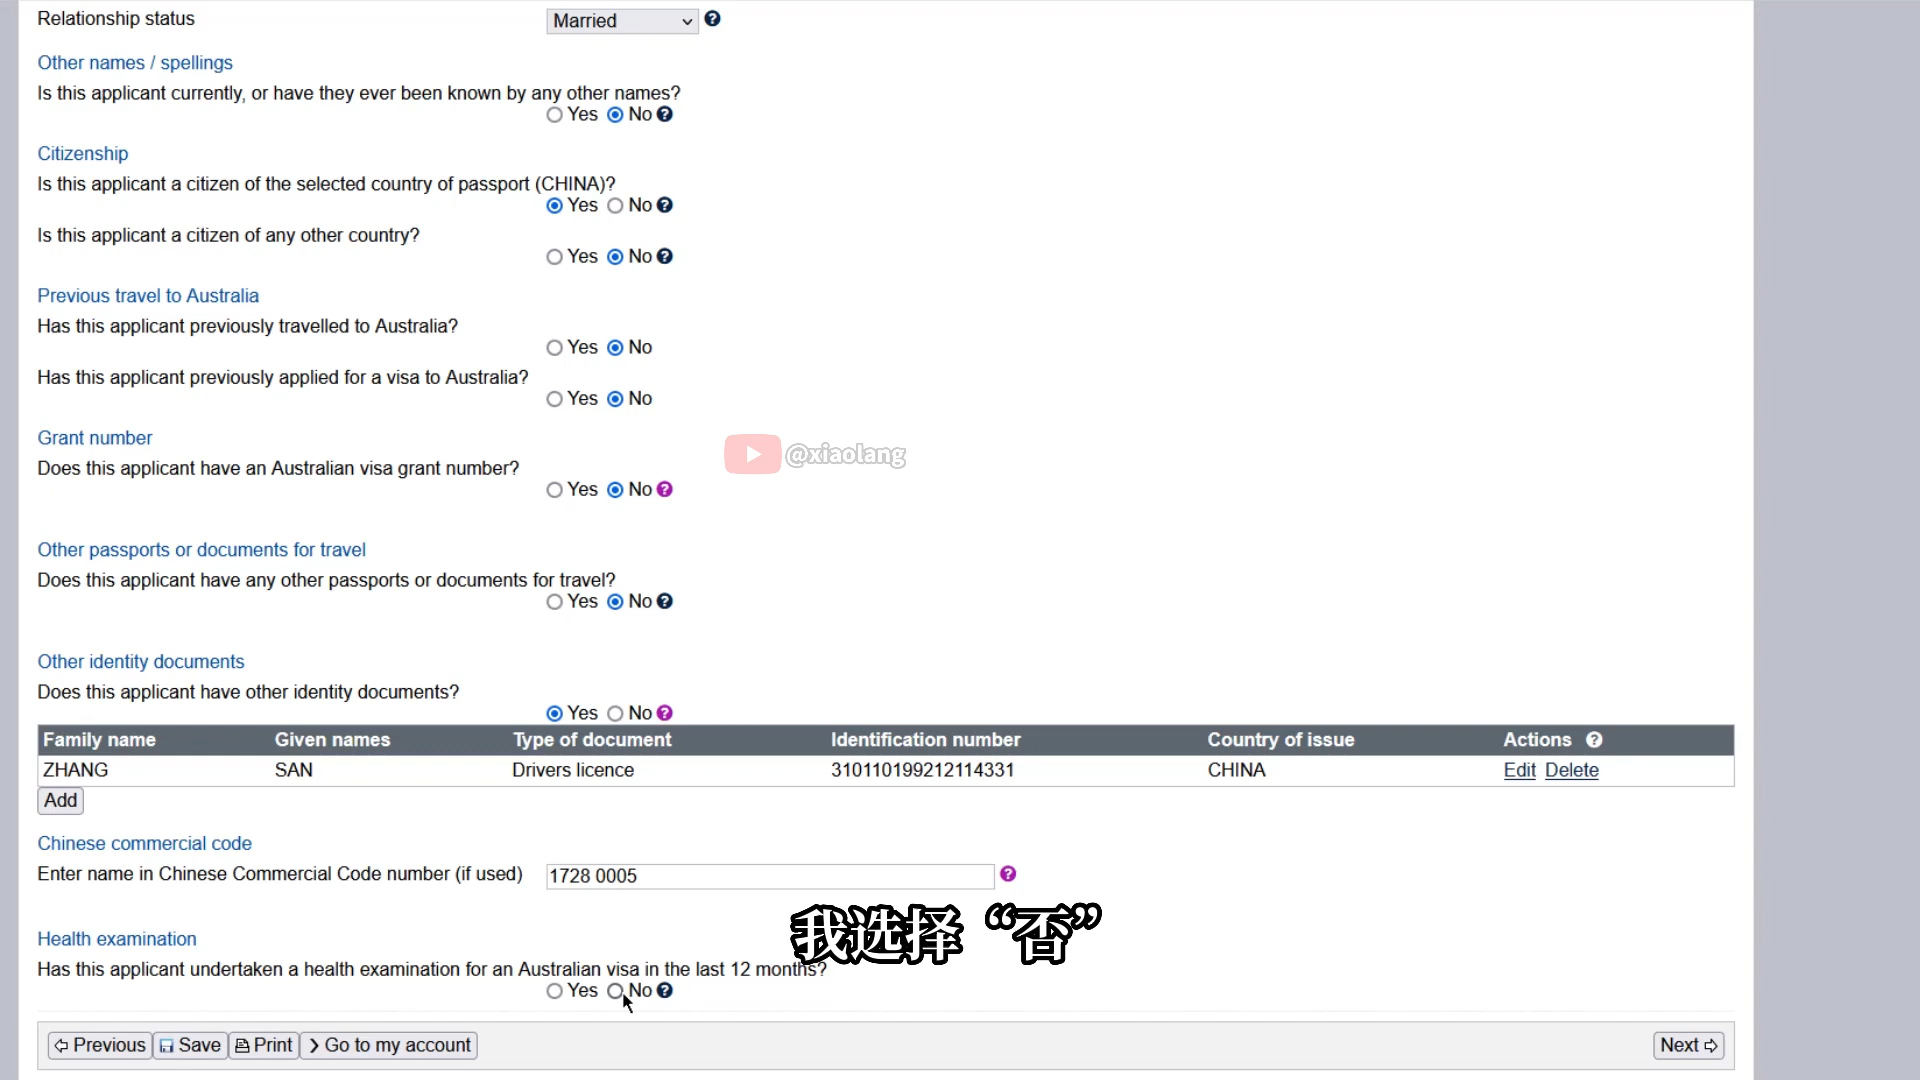 Relationship status Married
Other names / spellings
Is this applicant currently, or have they ever been known by any other names?
Yes No
Citizenship
Is this applicant a citizen of the selected country of passport (CHINA)?
Yes No
Is this applicant a citizen of any other country?
Yes No
Previous travel to Australia
Has this applicant previously travelled to Australia?
Yes No
Has this applicant previously applied for a visa to Australia?
Yes No
Grant number
@xiaolang
Does this applicant have an Australian visa grant number?
Yes No
Other passports or documents for travel
Does this applicant have any other passports or documents for travel?
Yes No
Other identity documents
Does this applicant have other identity documents?
Yes No
Family name Given names Type of document Identification number Country of issue Actions
ZHANG SAN Drivers licence 310110199212114331 CHINA Edit Delete
Add
Chinese commercial code
Enter name in Chinese Commercial Code number (if used) 1728 0005
我选择“否”
Health examination
Has this applicant undertaken a health examination for an Australian visa in the last 12 months?
Yes No
Previous Save Print Go to my account Next